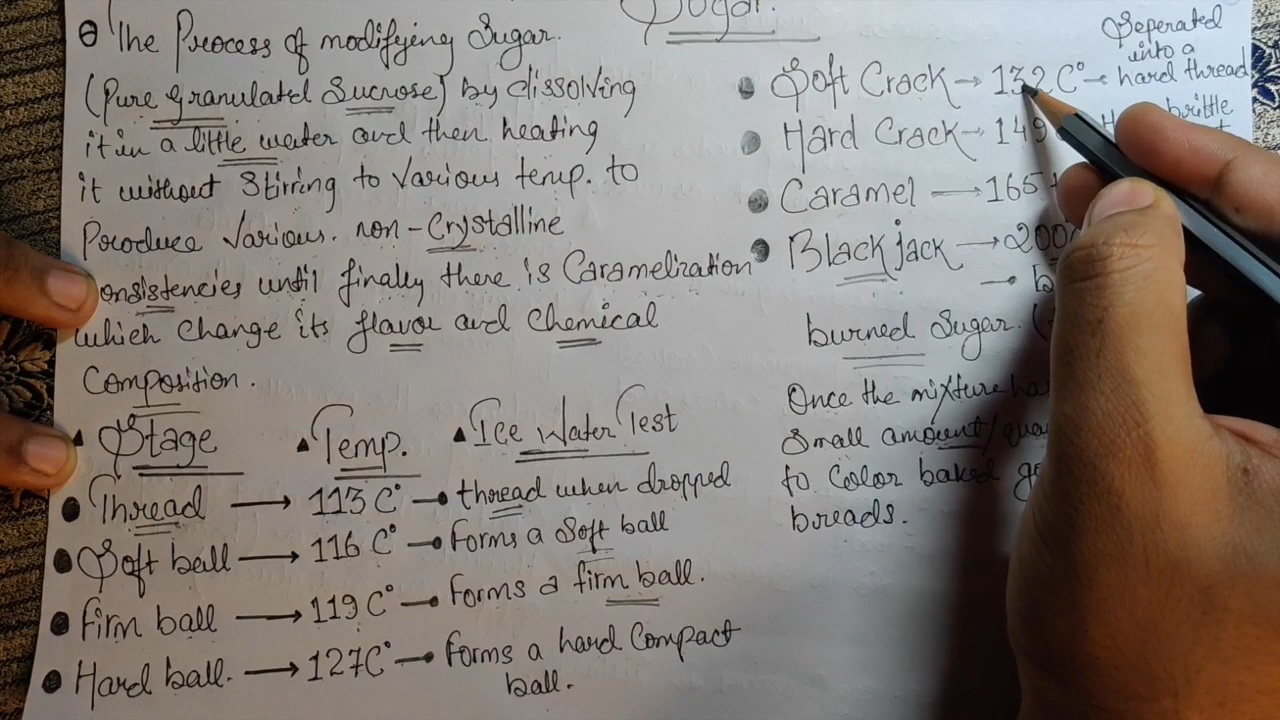 Sugar.
The Process of modifying Sugar.
(Pure granulated Sucrose) by dissolving
it in a little water and then heating
it without Stirring to Various temp. to
Produce Various. non-Crystalline
onsistencies until finally there is Caramelization
which change its flavor and Chemical
Composition.
Stage Temp. Ice Water Test
Thread → 113 C° → thread when dropped
Soft ball → 116 C° → Forms a Soft ball
firm ball → 119 C° → Forms a firm ball.
Hard ball. → 127C° → Forms a hard Compact
ball.
Seperated
into a
Soft Crack → 132 C° → hard thread
Hard Crack → 149 brittle
Caramel → 165
Black jack → 200
burned Sugar.
Once the mixture
Small amount/
to Color baked
breads.